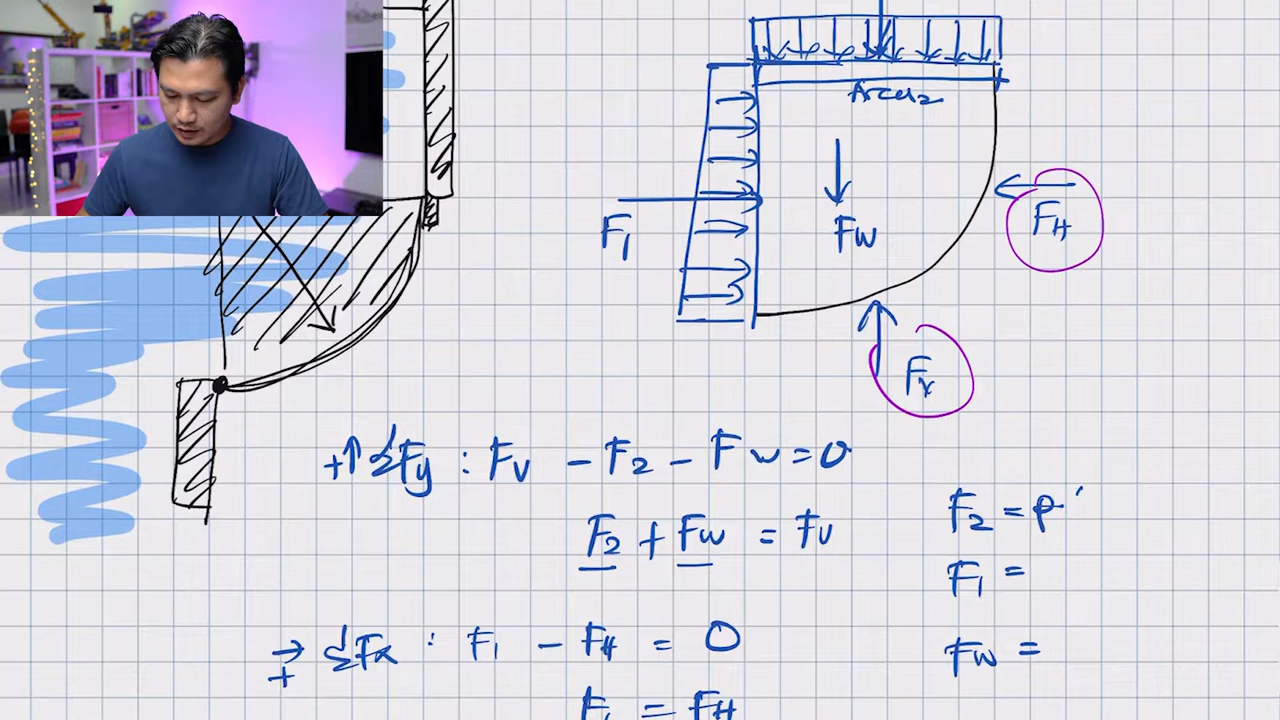 Area2
F1
FW
FH
Fv
+↑ ΣFy : Fv - F2 - Fw = 0
F2 + Fw = Fv
→+ ΣFx : F1 - FH = 0
F1 = FH
F2 = P
F1 =
Fw =